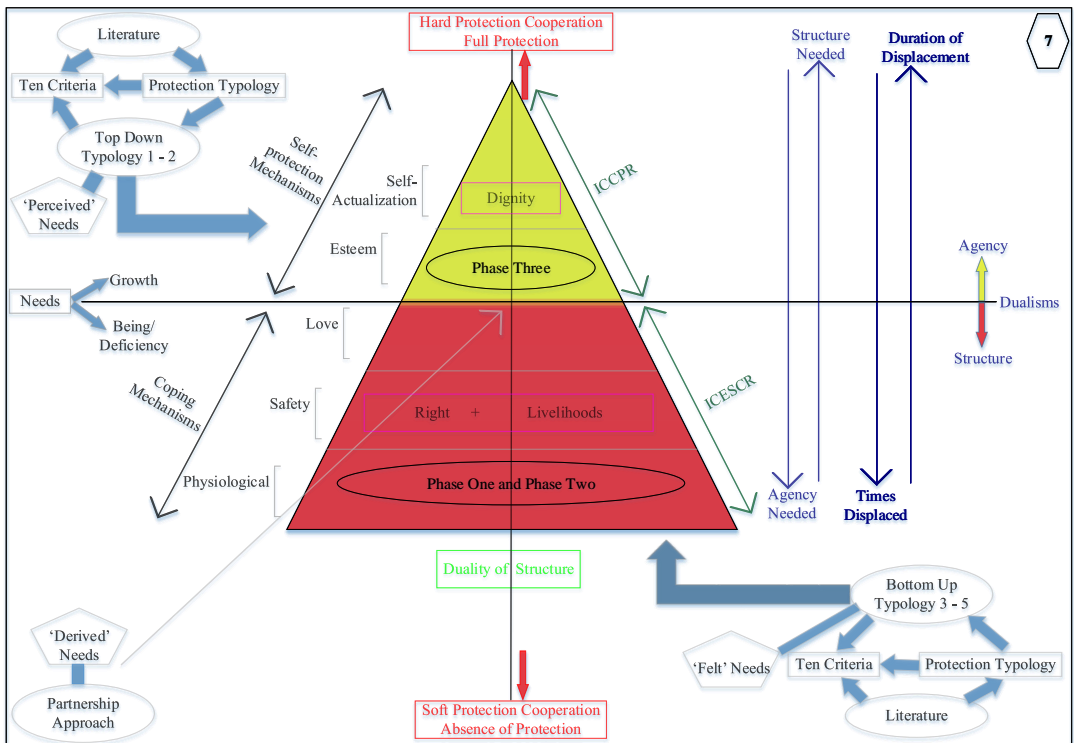 Hard Protection Cooperation
Full Protection
7
Literature
Ten Criteria
Protection Typology
Top Down
Typology 1 - 2
'Perceived'
Needs
Self-
protection
Mechanisms
Structure
Needed
Duration of
Displacement
ICCPR
Self-
Actualization
Dignity
Esteem
Phase Three
Needs
Growth
Being/
Deficiency
Agency
Dualisms
Structure
Love
Coping
Mechanisms
Safety
Right + Livelihoods
ICESCR
Physiological
Phase One and Phase Two
Agency
Needed
Times
Displaced
Duality of Structure
Bottom Up
Typology 3 - 5
'Felt' Needs
Ten Criteria
Protection Typology
Literature
'Derived'
Needs
Partnership
Approach
Soft Protection Cooperation
Absence of Protection